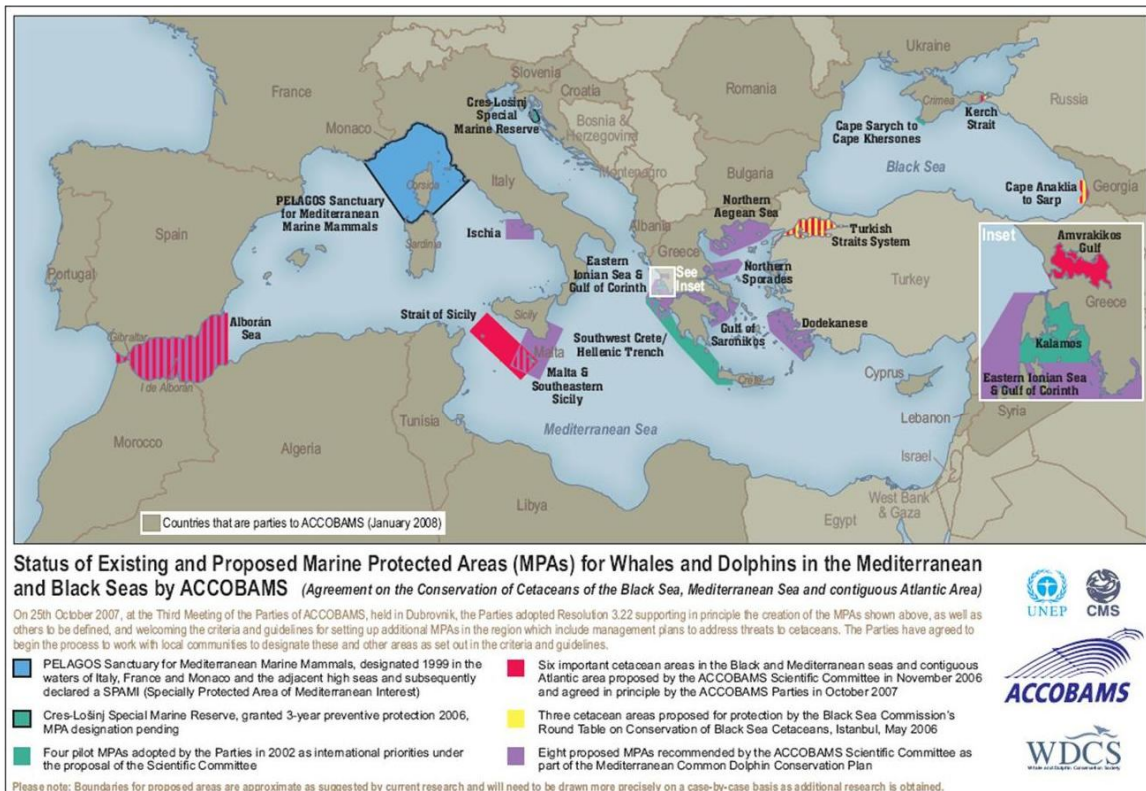 Ukraine
Slovenia
Croatia
France
Romania
Russia
Crimea
Cres-Losinj
Special
Marine Reserve
Kerch
Strait
Monaco
Bosnia &
Herzegovina
Cape Sarych to
Cape Khersones
Black Sea
Montenegro
Corsica
Italy
Bulgaria
Georgia
Cape Anaklia
to Sarp
PELAGOS Sanctuary
for Mediterranean
Marine Mammals
Northern
Aegean Sea
Albania
Spain
Ischia
Turkish
Straits System
Inset
Amvrakikos
Gulf
Sardinia
Greece
Eastern
Ionian Sea &
Gulf of Corinth
See
Inset
Northern
Sporades
Turkey
Portugal
Greece
Strait of Sicily
Sicily
Alborán
Sea
Gibraltar
Dodekanese
Gulf of
Saronikos
Southwest Crete/
Hellenic Trench
Kalamos
Malta
Malta &
Southeastern
Sicily
Crete
Cyprus
Eastern Ionian Sea
& Gulf of Corinth
I de Alborán
Syria
Lebanon
Tunisia
Mediterranean Sea
Morocco
Algeria
Israel
Libya
West Bank
& Gaza
Egypt
Countries that are parties to ACCOBAMS (January 2008)
Status of Existing and Proposed Marine Protected Areas (MPAs) for Whales and Dolphins in the Mediterranean
and Black Seas by ACCOBAMS (Agreement on the Conservation of Cetaceans of the Black Sea, Mediterranean Sea and contiguous Atlantic Area)
On 25th October 2007, at the Third Meeting of the Parties of ACCOBAMS, held in Dubrovnik, the Parties adopted Resolution 3.22 supporting in principle the creation of the MPAs shown above, as well as
others to be defined, and welcoming the criteria and guidelines for setting up additional MPAs in the region which include management plans to address threats to cetaceans. The Parties have agreed to
begin the process to work with local communities to designate these and other areas as set out in the criteria and guidelines.
PELAGOS Sanctuary for Mediterranean Marine Mammals, designated 1999 in the
waters of Italy, France and Monaco and the adjacent high seas and subsequently
declared a SPAMI (Specially Protected Area of Mediterranean Interest)
Cres-Lošinj Special Marine Reserve, granted 3-year preventive protection 2006,
MPA designation pending
Four pilot MPAs adopted by the Parties in 2002 as international priorities under
the proposal of the Scientific Committee
Six important cetacean areas in the Black and Mediterranean seas and contiguous
Atlantic area proposed by the ACCOBAMS Scientific Committee in November 2006
and agreed in principle by the ACCOBAMS Parties in October 2007
Three cetacean areas proposed for protection by the Black Sea Commission's
Round Table on Conservation of Black Sea Cetaceans, Istanbul, May 2006
Eight proposed MPAs recommended by the ACCOBAMS Scientific Committee as
part of the Mediterranean Common Dolphin Conservation Plan
UNEP
CMS
ACCOBAMS
WDCS
Whale and Dolphin Conservation Society
Please note: Boundaries for proposed areas are approximate as suggested by current research and will need to be drawn more precisely on a case-by-case basis as additional research is obtained.